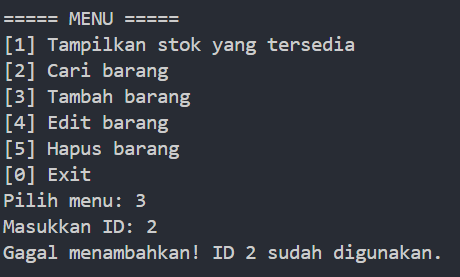 ===== MENU =====
[1] Tampilkan stok yang tersedia
[2] Cari barang
[3] Tambah barang
[4] Edit barang
[5] Hapus barang
[0] Exit
Pilih menu: 3
Masukkan ID: 2
Gagal menambahkan! ID 2 sudah digunakan.